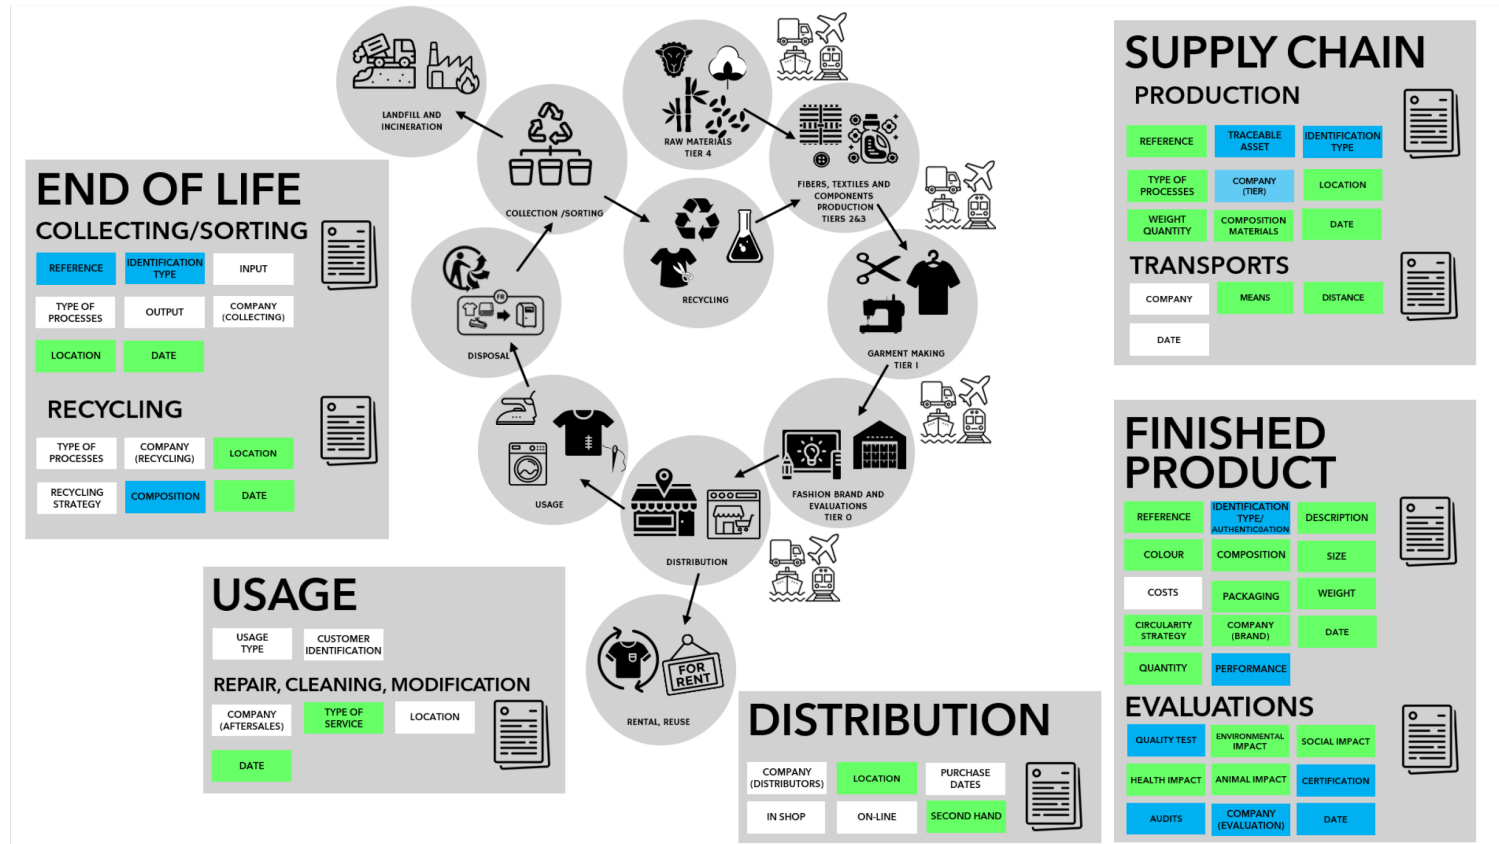 LANDFILL AND
INCINERATION
COLLECTION /SORTING
RAW MATERIALS
TIER 4
FIBERS, TEXTILES AND
COMPONENTS
PRODUCTION
TIERS 2&3
RECYCLING
FR
DISPOSAL
GARMENT MAKING
TIER I
USAGE
FASHION BRAND AND
EVALUATIONS
TIER O
DISTRIBUTION
FOR
RENT
RENTAL, REUSE
END OF LIFE
COLLECTING/SORTING
REFERENCE
IDENTIFICATION
TYPE
INPUT
TYPE OF
PROCESSES
OUTPUT
COMPANY
(COLLECTING)
LOCATION
DATE
RECYCLING
TYPE OF
PROCESSES
COMPANY
(RECYCLING)
LOCATION
RECYCLING
STRATEGY
COMPOSITION
DATE
USAGE
USAGE
TYPE
CUSTOMER
IDENTIFICATION
REPAIR, CLEANING, MODIFICATION
COMPANY
(AFTERSALES)
TYPE OF
SERVICE
LOCATION
DATE
DISTRIBUTION
COMPANY
(DISTRIBUTORS)
LOCATION
PURCHASE
DATES
IN SHOP
ON-LINE
SECOND HAND
SUPPLY CHAIN
PRODUCTION
REFERENCE
TRACEABLE
ASSET
IDENTIFICATION
TYPE
TYPE OF
PROCESSES
COMPANY
(TIER)
LOCATION
WEIGHT
QUANTITY
COMPOSITION
MATERIALS
DATE
TRANSPORTS
COMPANY
MEANS
DISTANCE
DATE
FINISHED
PRODUCT
REFERENCE
IDENTIFICATION
TYPE/
AUTHENTIC0ATION
DESCRIPTION
COLOUR
COMPOSITION
SIZE
COSTS
PACKAGING
WEIGHT
CIRCULARITY
STRATEGY
COMPANY
(BRAND)
DATE
QUANTITY
PERFORMANCE
EVALUATIONS
QUALITY TEST
ENVIRONMENTAL
IMPACT
SOCIAL IMPACT
HEALTH IMPACT
ANIMAL IMPACT
CERTIFICATION
AUDITS
COMPANY
(EVALUATION)
DATE